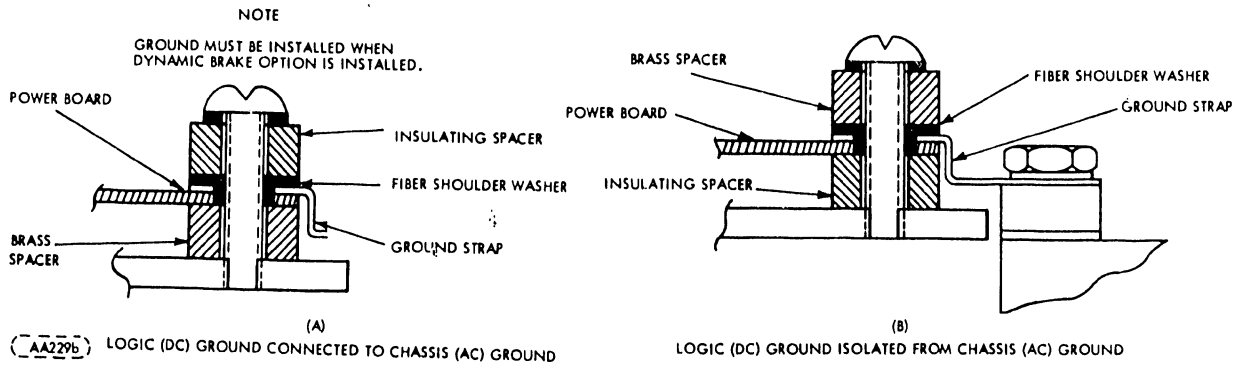 NOTE
GROUND MUST BE INSTALLED WHEN
DYNAMIC BRAKE OPTION IS INSTALLED.
POWER BOARD
INSULATING SPACER
FIBER SHOULDER WASHER
BRASS
SPACER
GROUND STRAP
(A)
AA229b
LOGIC (DC) GROUND CONNECTED TO CHASSIS (AC) GROUND
BRASS SPACER
FIBER SHOULDER WASHER
GROUND STRAP
POWER BOARD
INSULATING SPACER
(B)
LOGIC (DC) GROUND ISOLATED FROM CHASSIS (AC) GROUND